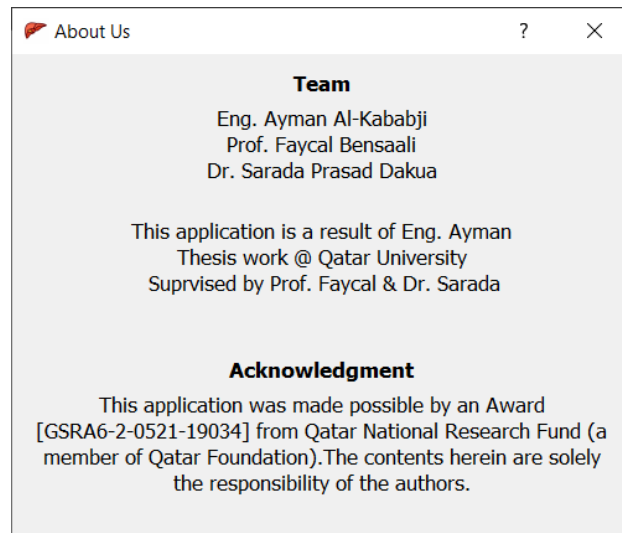 About Us
Team
Eng. Ayman Al-Kababji
Prof. Faycal Bensaali
Dr. Sarada Prasad Dakua
This application is a result of Eng. Ayman
Thesis work @ Qatar University
Suprvised by Prof. Faycal & Dr. Sarada
Acknowledgment
This application was made possible by an Award
[GSRA6-2-0521-19034] from Qatar National Research Fund (a
member of Qatar Foundation).The contents herein are solely
the responsibility of the authors.